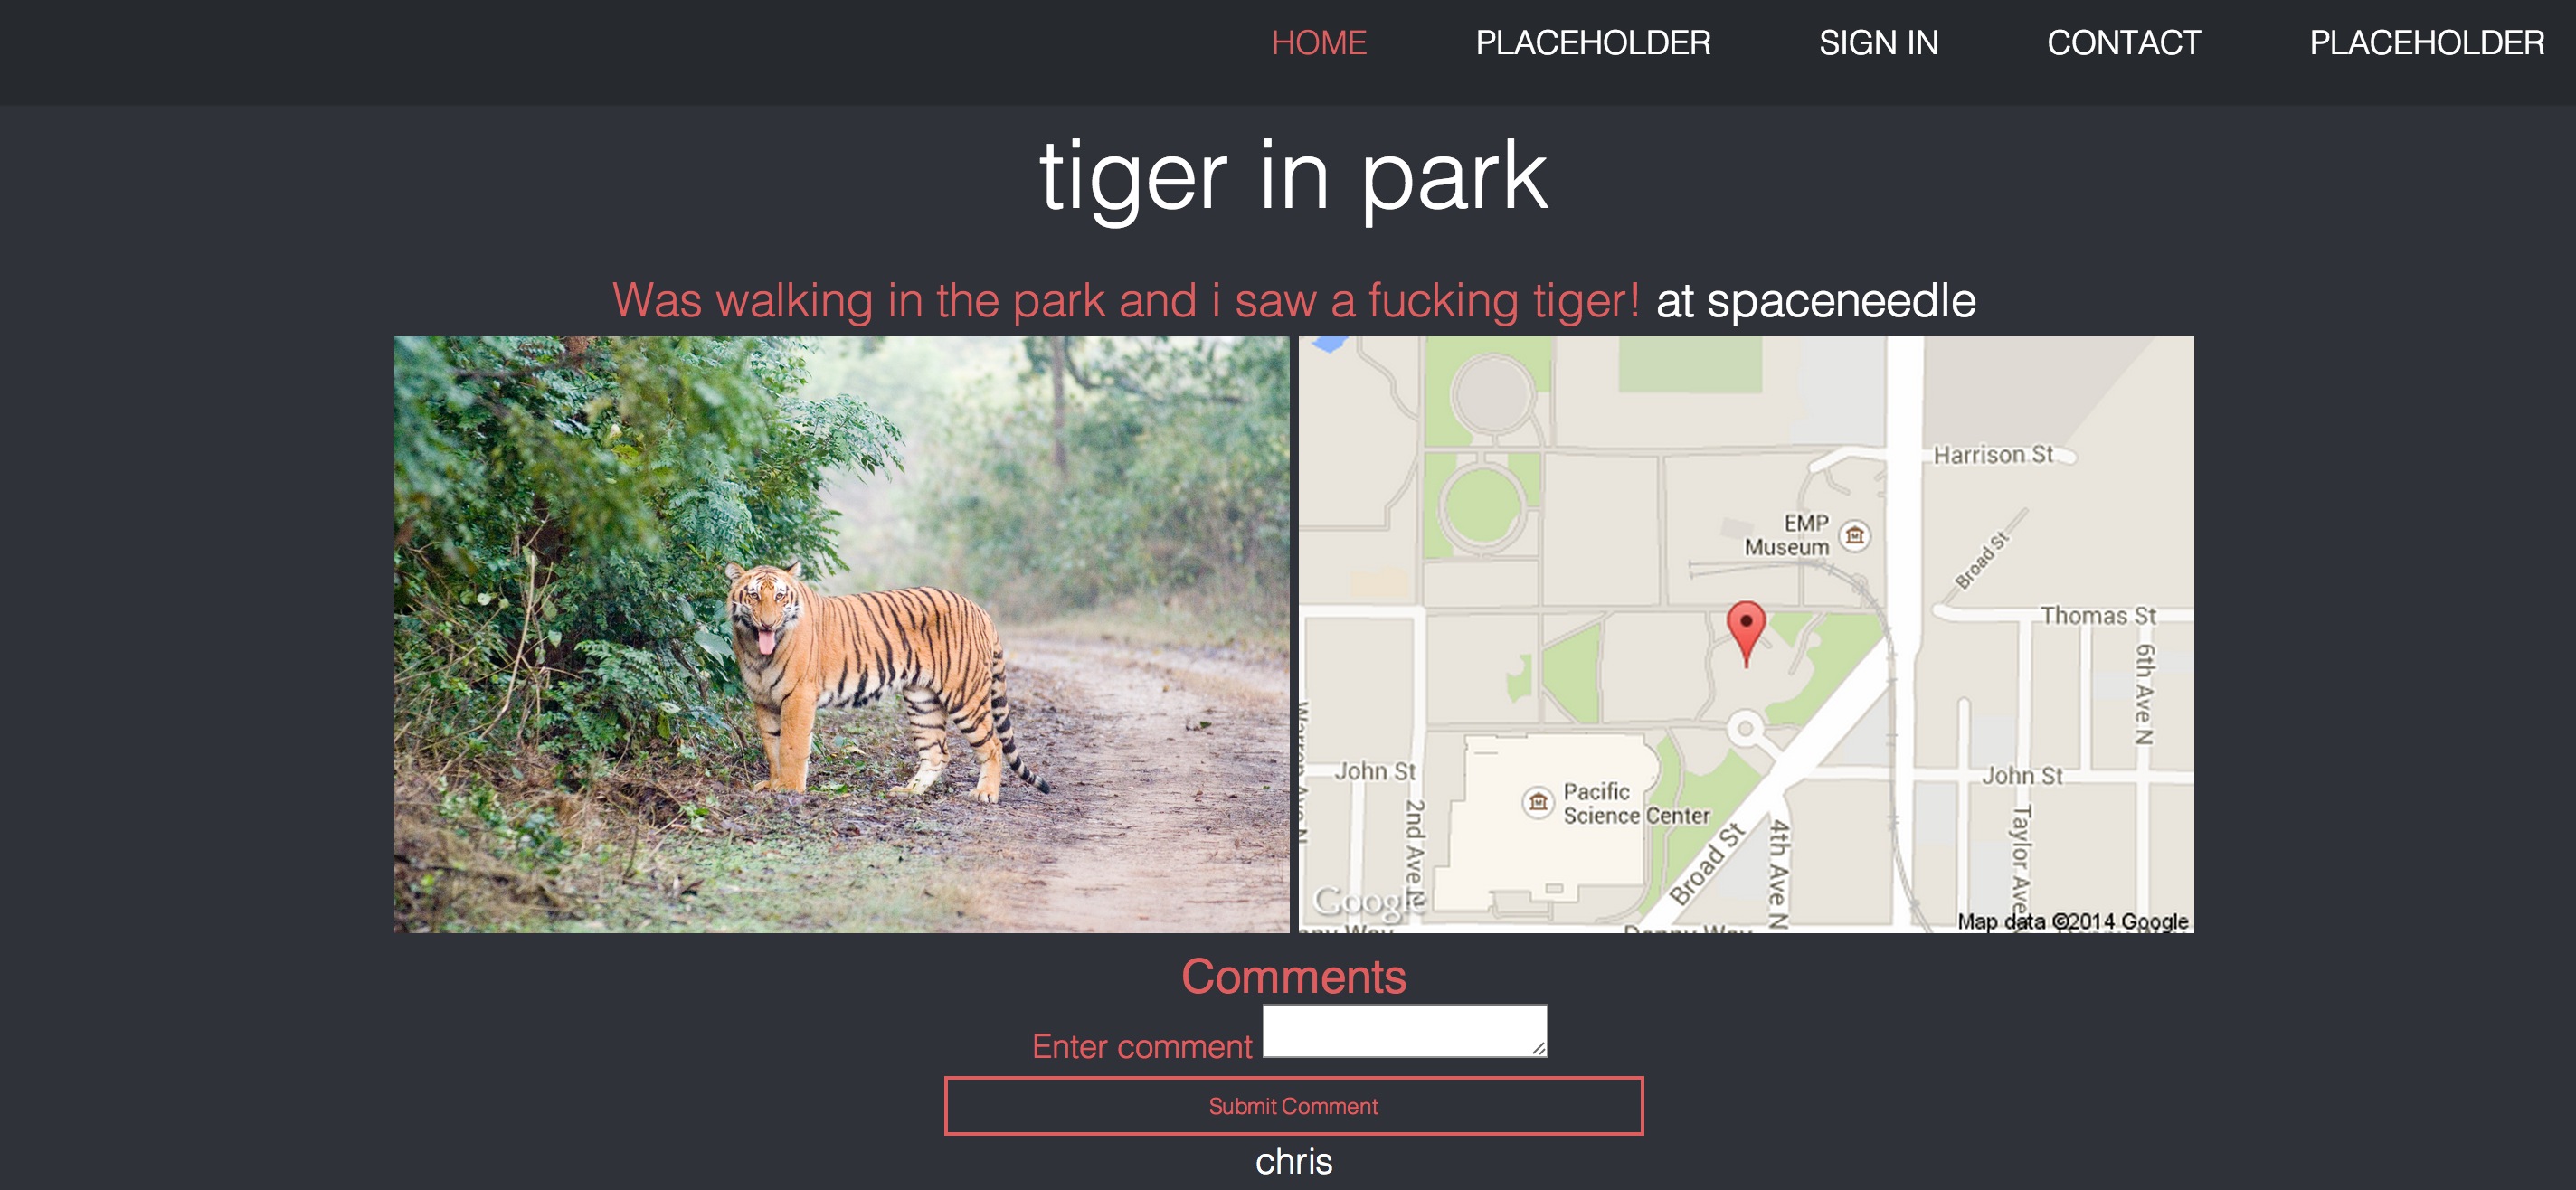 HOME PLACEHOLDER SIGN IN CONTACT PLACEHOLDER
tiger in park
Was walking in the park and i saw a fucking tiger! at spaceneedle
Harrison St
EMP
Museum
Broad St
Thomas St
6th Ave N
John St
John St
Pacific
Science Center
2nd Ave N
Broad St
4th Ave N
Taylor Ave
Google
Map data ©2014 Google
Comments
Enter comment
Submit Comment
chris